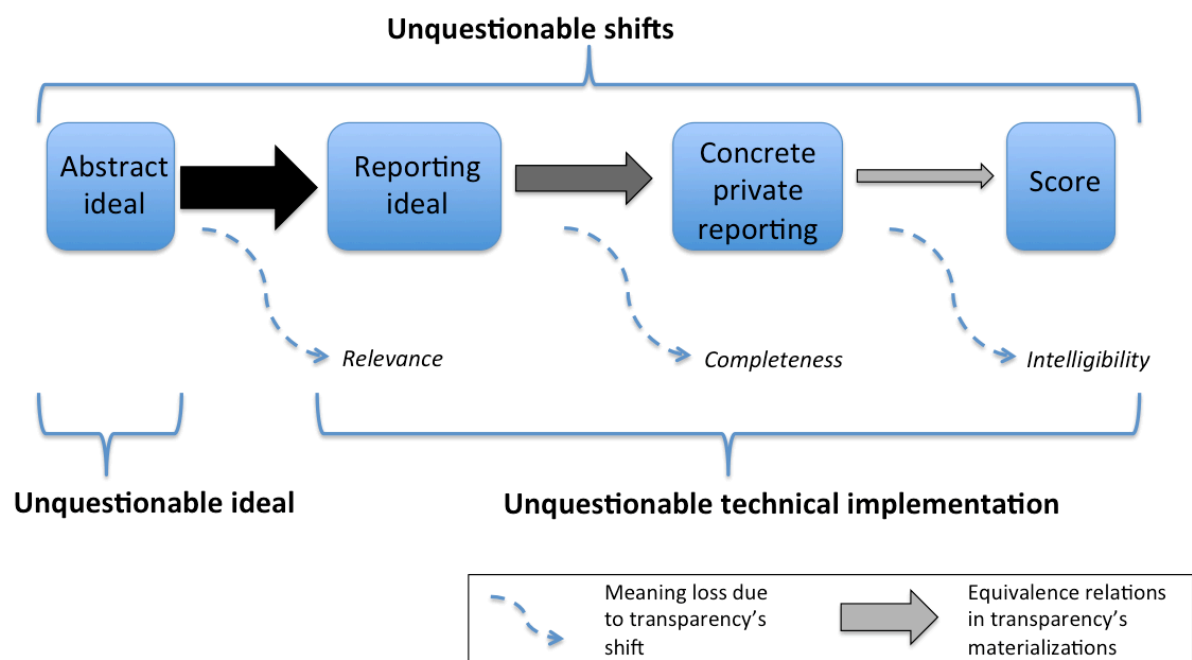 Unquestionable shifts
Abstract
ideal
Reporting
ideal
Concrete
private
reporting
Score
Relevance
Completeness
Intelligibility
Unquestionable ideal
Unquestionable technical implementation
Meaning loss due
to transparency’s
shift
Equivalence relations
in transparency’s
materializations